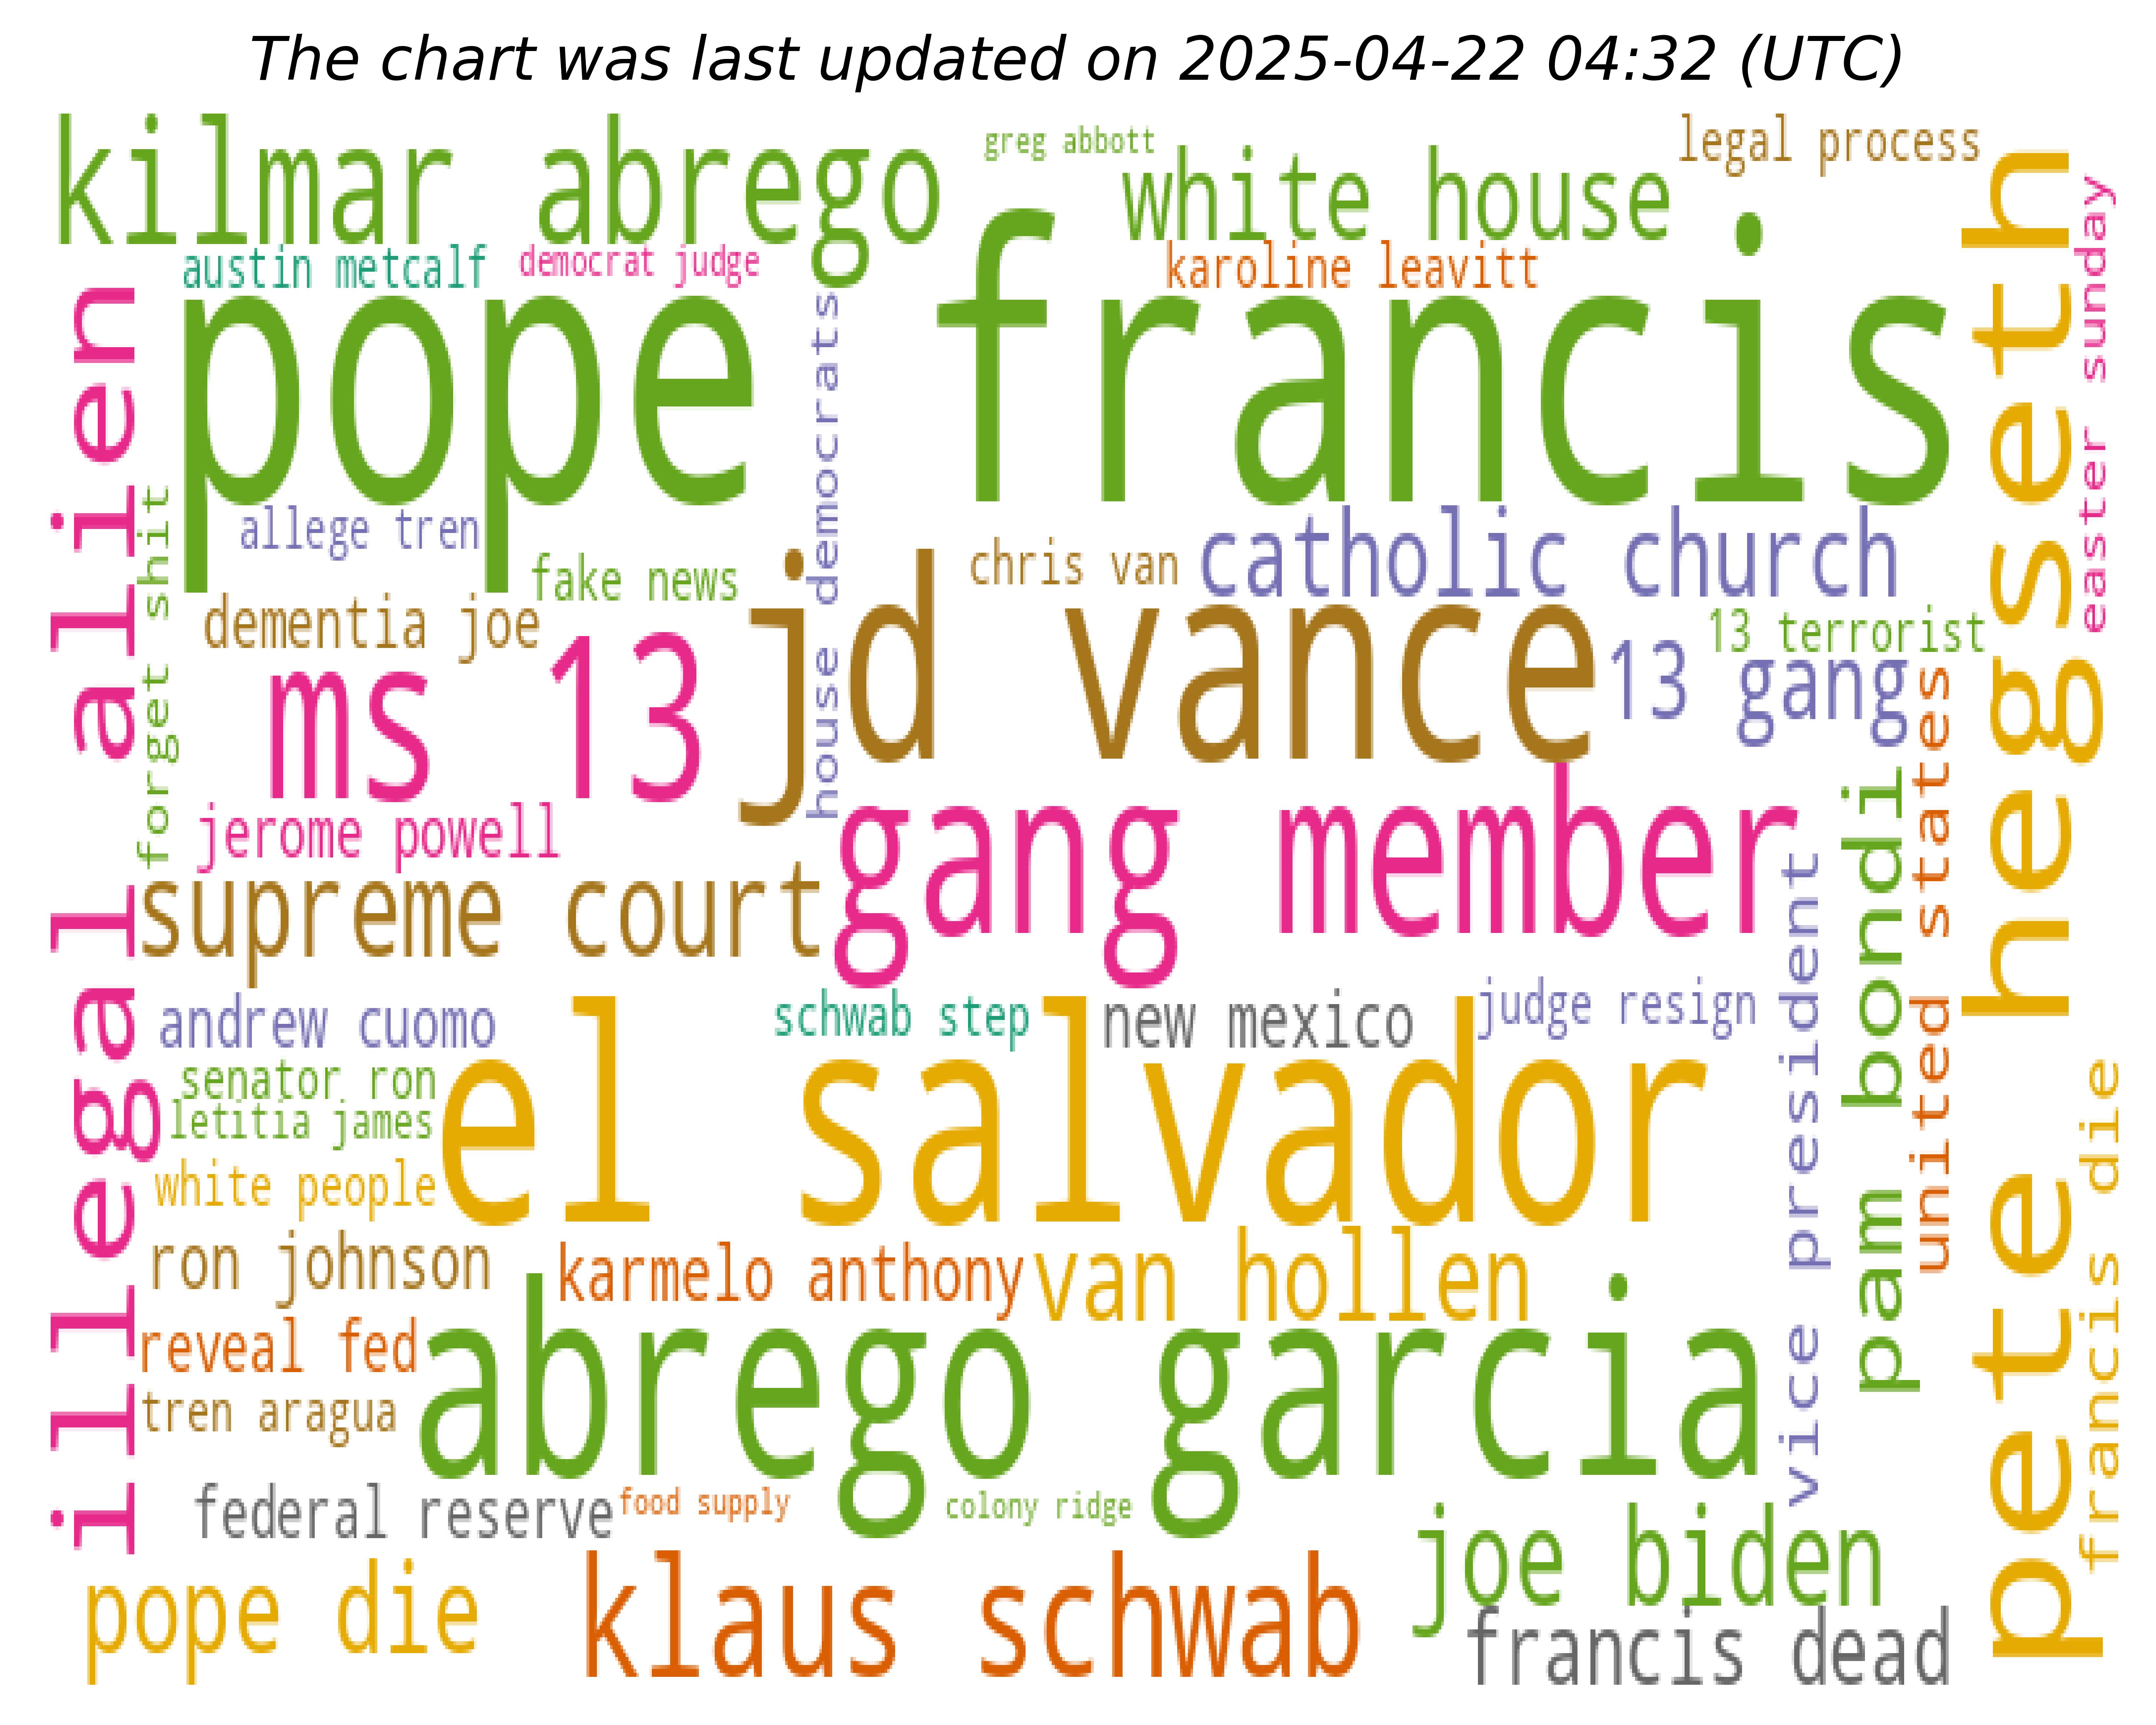 The chart was last updated on 2025-04-22 04:32 (UTC)
kilmar abrego
greg abbott
white house
legal process
austin metcalf
democrat judge
karoline leavitt
pope francis
illegal alien
pete hegseth
easter sunday
house democrats
forget shit
allege tren
fake news
chris van
catholic church
dementia joe
13 terrorist
ms 13
jd vance
13 gang
united states
jerome powell
gang member
pam bondi
supreme court
vice president
andrew cuomo
schwab step
new mexico
judge resign
senator ron
el salvador
letitia james
white people
francis die
ron johnson
karmelo anthony
van hollen
reveal fed
abrego garcia
tren aragua
federal reserve
food supply
colony ridge
joe biden
pope die
klaus schwab
francis dead